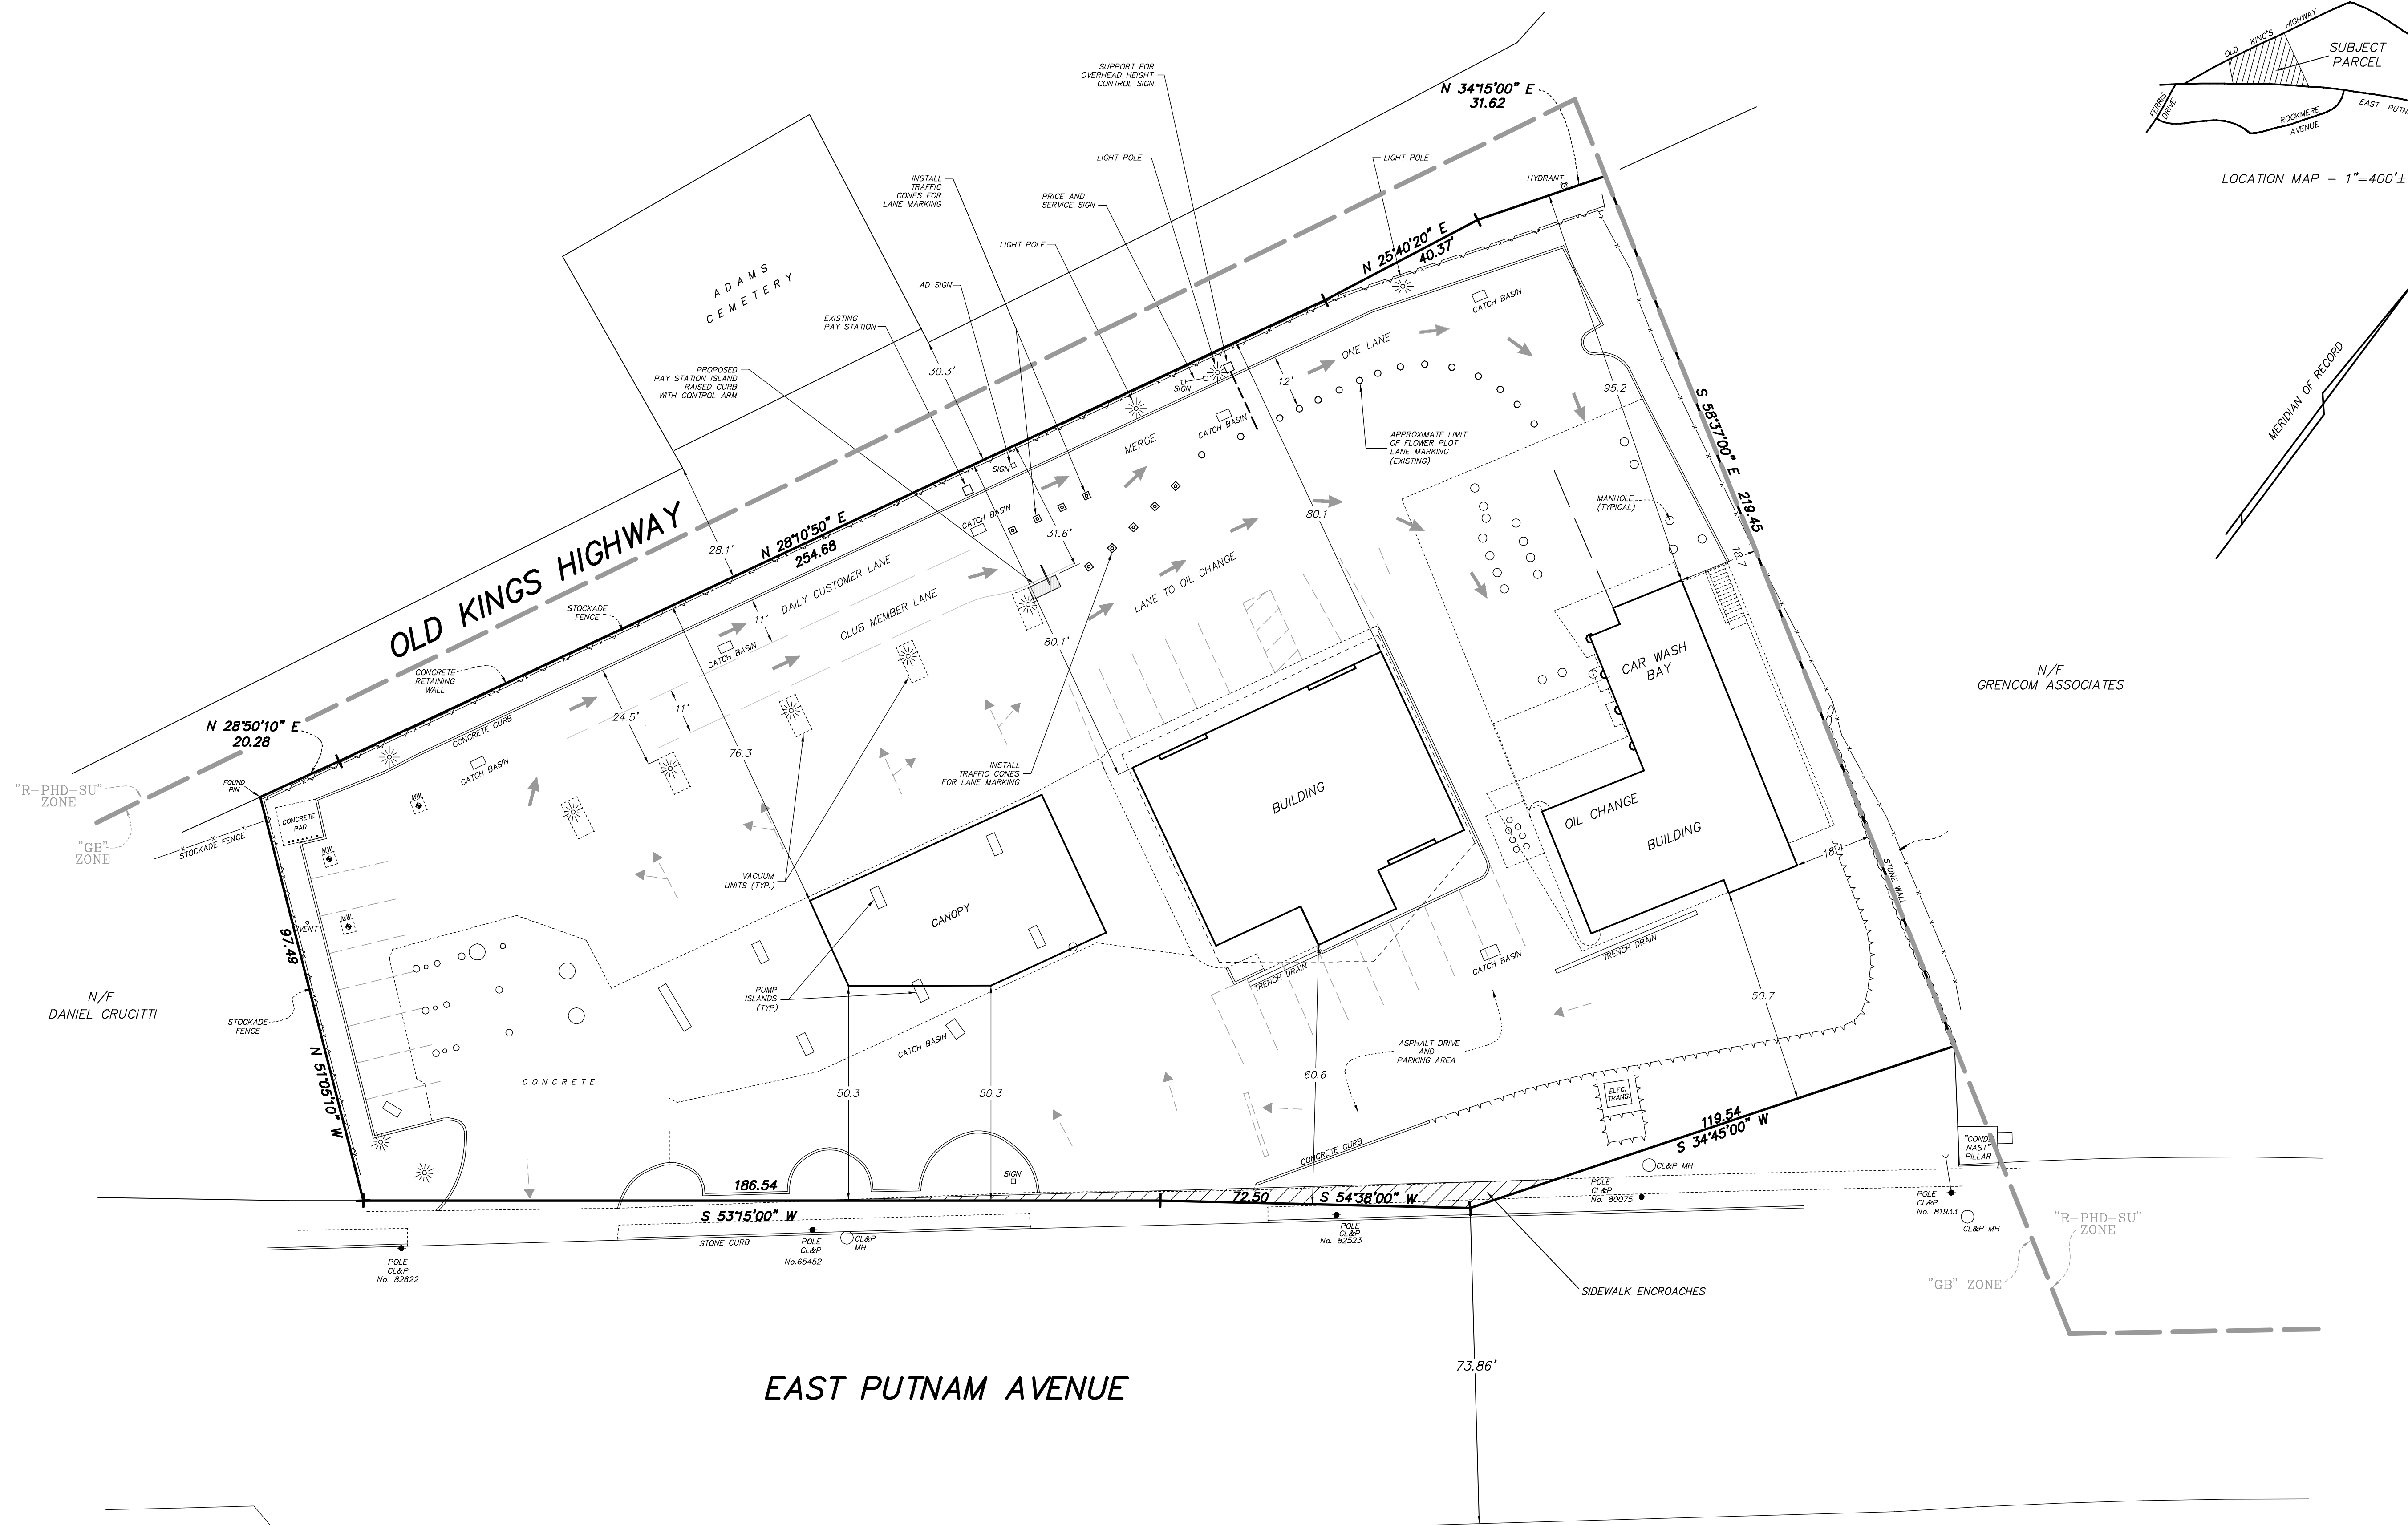 OLD KING'S HIGHWAY
SUBJECT
PARCEL
FERRIS
DRIVE
ROCKMERE
AVENUE
EAST PUTN
LOCATION MAP - 1"=400'±
MERIDIAN OF RECORD
SUPPORT FOR
OVERHEAD HEIGHT
CONTROL SIGN
N 34°15'00" E
31.62
LIGHT POLE
LIGHT POLE
HYDRANT
INSTALL
TRAFFIC
CONES FOR
LANE MARKING
PRICE AND
SERVICE SIGN
LIGHT POLE
N 25°40'20" E
40.37'
ADAMS
CEMETERY
AD SIGN
EXISTING
PAY STATION
CATCH BASIN
ONE LANE
PROPOSED
PAY STATION ISLAND
RAISED CURB
WITH CONTROL ARM
30.3'
SIGN
12'
95.2
S 58°37'00" E 219.45
CATCH BASIN
MERGE
APPROXIMATE LIMIT
OF FLOWER PLOT
LANE MARKING
(EXISTING)
SIGN
MANHOLE
(TYPICAL)
OLD KINGS HIGHWAY
28.1'
N 28°10'50" E
254.68
CATCH BASIN
31.6'
80.1
18.7
DAILY CUSTOMER LANE
CLUB MEMBER LANE
LANE TO OIL CHANGE
STOCKADE
FENCE
11'
80.1'
CATCH BASIN
CONCRETE
RETAINING
WALL
CAR WASH
BAY
N/F
GRENCOM ASSOCIATES
N 28°50'10" E
20.28
CONCRETE CURB
24.5'
11'
76.3
CATCH BASIN
INSTALL
TRAFFIC CONES
FOR LANE MARKING
FOUND
PIN
"R-PHD-SU"
ZONE
"GB"
ZONE
MW
CONCRETE
PAD
STOCKADE FENCE
MW
BUILDING
OIL CHANGE
BUILDING
18.4
STONE WALL
VACUUM
UNITS (TYP.)
CANOPY
MW
VENT
97.49
N 51°05'10" W
TRENCH DRAIN
CATCH BASIN
TRENCH DRAIN
N/F
DANIEL CRUCITTI
STOCKADE
FENCE
PUMP
ISLANDS
(TYP)
50.7
CATCH BASIN
ASPHALT DRIVE
AND
PARKING AREA
CONCRETE
50.3
50.3
60.6
ELEC.
TRANS.
119.54
S 34°45'00" W
CONCRETE CURB
"COND.
NAST"
PILLAR
CL&P MH
SIGN
186.54
S 53°15'00" W
72.50
S 54°38'00" W
POLE
CL&P
No. 80075
POLE
CL&P
No. 81933
CL&P MH
STONE CURB
POLE
CL&P
No. 82622
POLE
CL&P
No.65452
CL&P
MH
POLE
CL&P
No. 82523
"R-PHD-SU"
ZONE
"GB" ZONE
SIDEWALK ENCROACHES
73.86'
EAST PUTNAM AVENUE